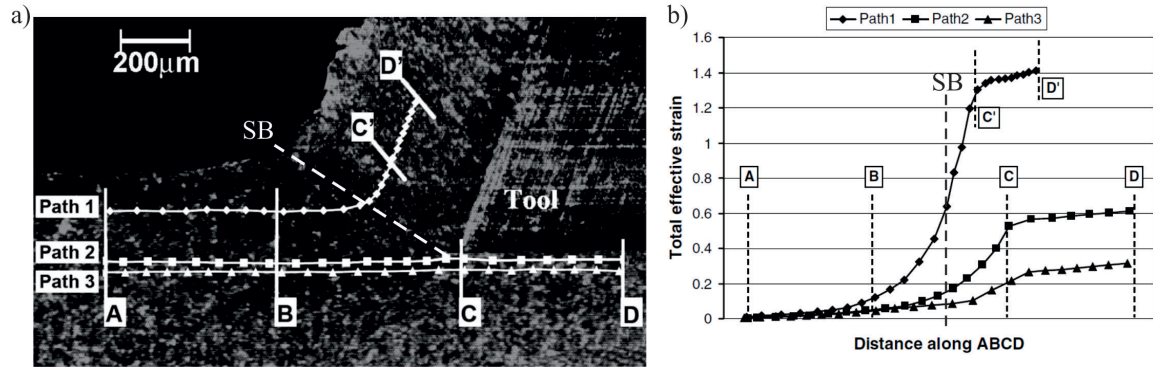 a)
200μm
D'
SB
C'
Tool
Path 1
Path 2
Path 3
A
B
C
D
b)
Path1 Path2 Path3
1.6
1.4
1.2
1
0.8
0.6
0.4
0.2
0
Total effective strain
SB
D'
C'
A
B
C
D
Distance along ABCD